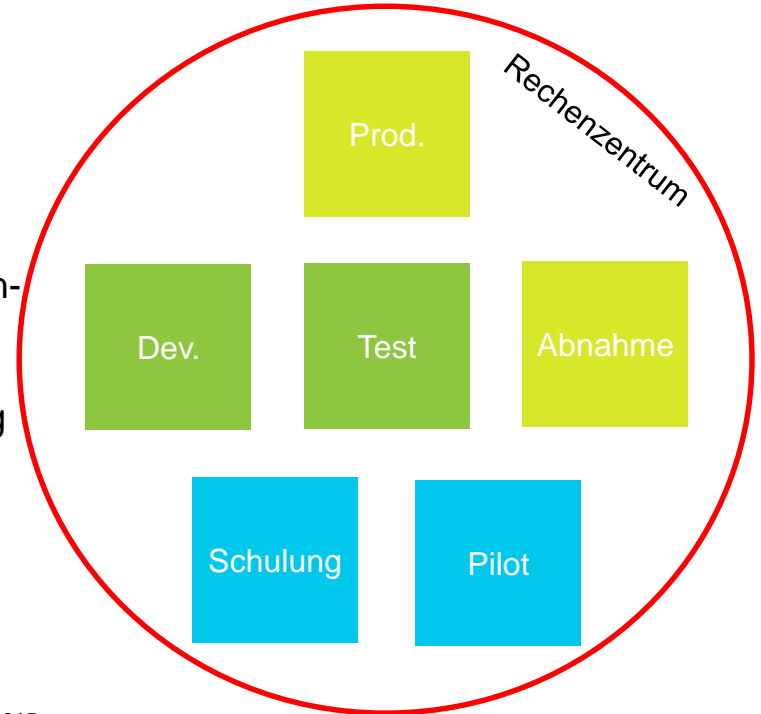 Rechenzentrum
Prod.
n-
Dev.
Test
Abnahme
g
Schulung
Pilot